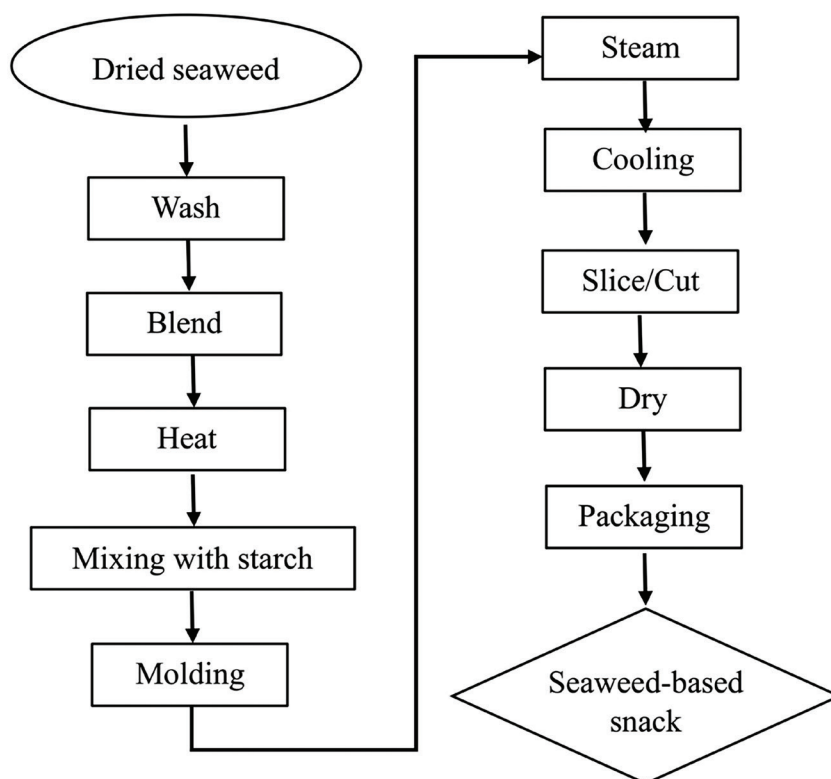 Dried seaweed
Wash
Blend
Heat
Mixing with starch
Molding
Steam
Cooling
Slice/Cut
Dry
Packaging
Seaweed-based
snack